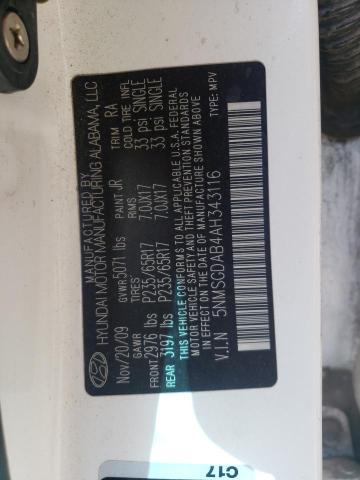 MANUFACTURED BY
HYUNDAI MOTOR MANUFACTURING ALABAMA, LLC
Nov/20/09 GVWR 5071 lbs PAINT JR TRIM RA
GAWR TIRES RIMS COLD TIRE INFL
FRONT 2976 lbs P235/65R17 7.0JX17 33 psi SINGLE
REAR 3197 lbs P235/65R17 7.0JX17 33 psi SINGLE
THIS VEHICLE CONFORMS TO ALL APPLICABLE U.S.A. FEDERAL
MOTOR VEHICLE SAFETY AND THEFT PREVENTION STANDARDS
IN EFFECT ON THE DATE OF MANUFACTURE SHOWN ABOVE.
V.I.N 5NMSGDAB4AH343116 TYPE: MPV
C17